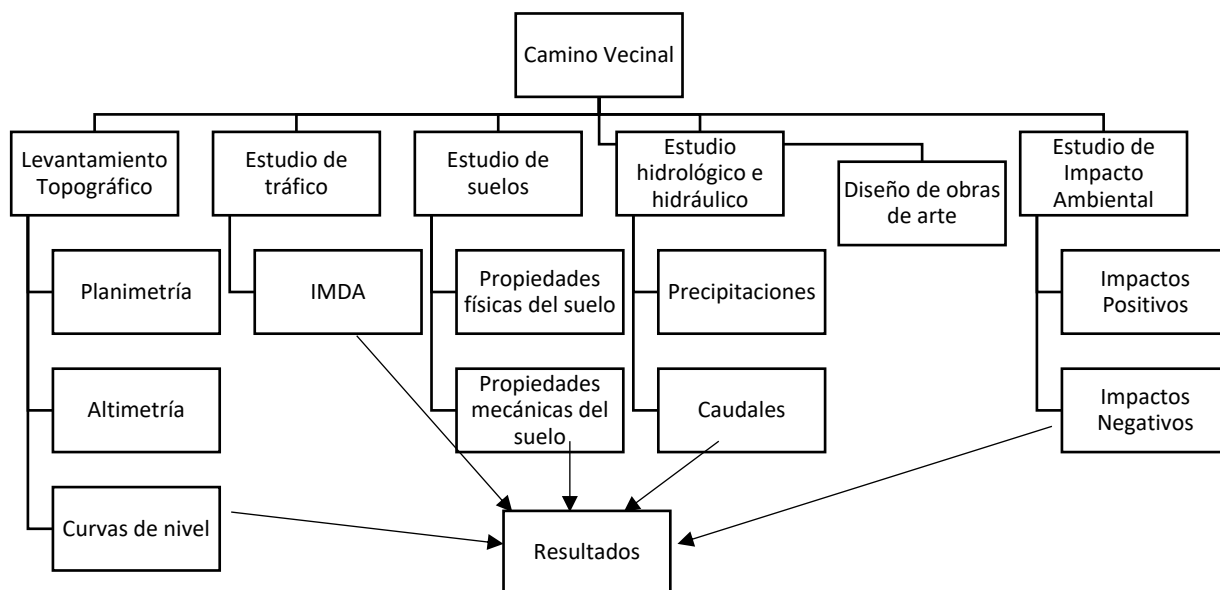 Camino Vecinal
Levantamiento
Topográfico
Estudio de
tráfico
Estudio de
suelos
Estudio
hidrológico e
hidráulico
Diseño de obras
de arte
Estudio de
Impacto
Ambiental
Planimetría
IMDA
Propiedades
físicas del suelo
Precipitaciones
Impactos
Positivos
Altimetría
Propiedades
mecánicas del
suelo
Caudales
Impactos
Negativos
Curvas de nivel
Resultados